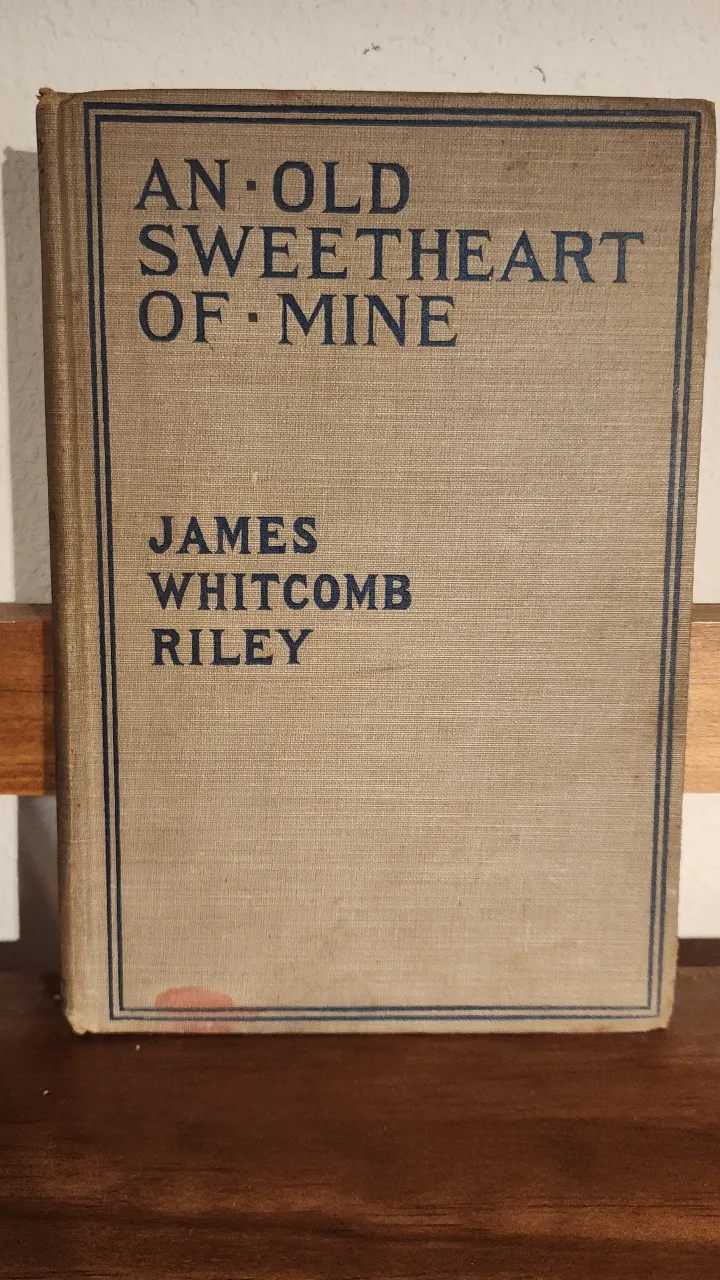 AN·OLD
SWEETHEART
OF·MINE
JAMES
WHITCOMB
RILEY